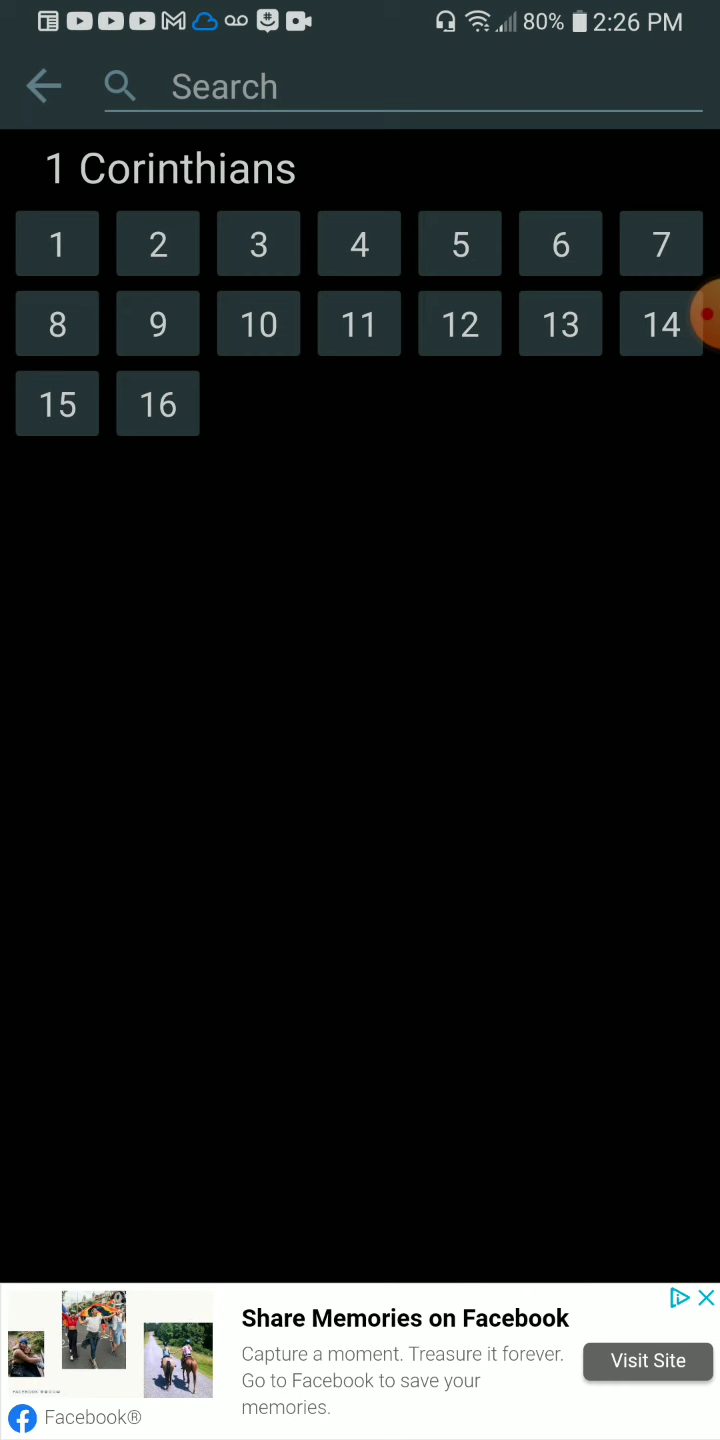 80% 2:26 PM
Search
1 Corinthians
1 2 3 4 5 6 7
8 9 10 11 12 13 14
15 16
Share Memories on Facebook
Capture a moment. Treasure it forever.
Go to Facebook to save your
memories.
Visit Site
Facebook®